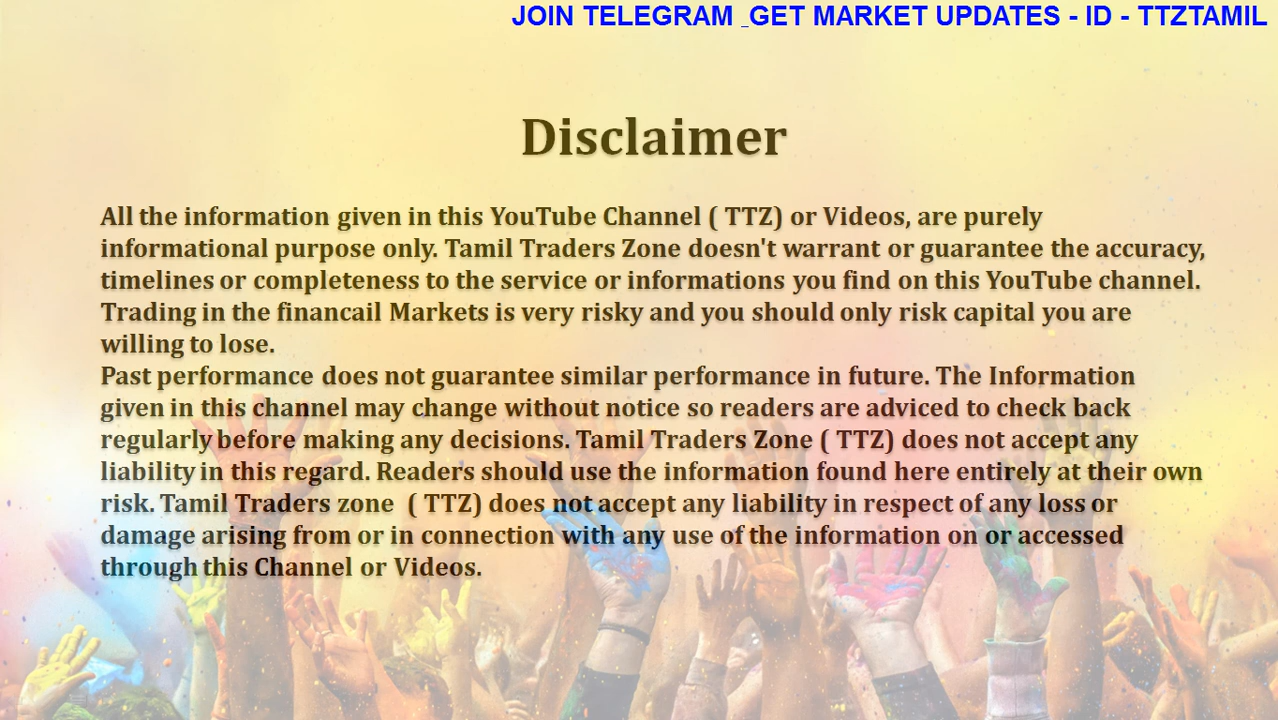 JOIN TELEGRAM _GET MARKET UPDATES - ID - TTZTAMIL
Disclaimer
All the information given in this YouTube Channel ( TTZ) or Videos, are purely
informational purpose only. Tamil Traders Zone doesn't warrant or guarantee the accuracy,
timelines or completeness to the service or informations you find on this YouTube channel.
Trading in the financail Markets is very risky and you should only risk capital you are
willing to lose.
Past performance does not guarantee similar performance in future. The Information
given in this channel may change without notice so readers are adviced to check back
regularly before making any decisions. Tamil Traders Zone ( TTZ) does not accept any
liability in this regard. Readers should use the information found here entirely at their own
risk. Tamil Traders zone  ( TTZ) does not accept any liability in respect of any loss or
damage arising from or in connection with any use of the information on or accessed
through this Channel or Videos.